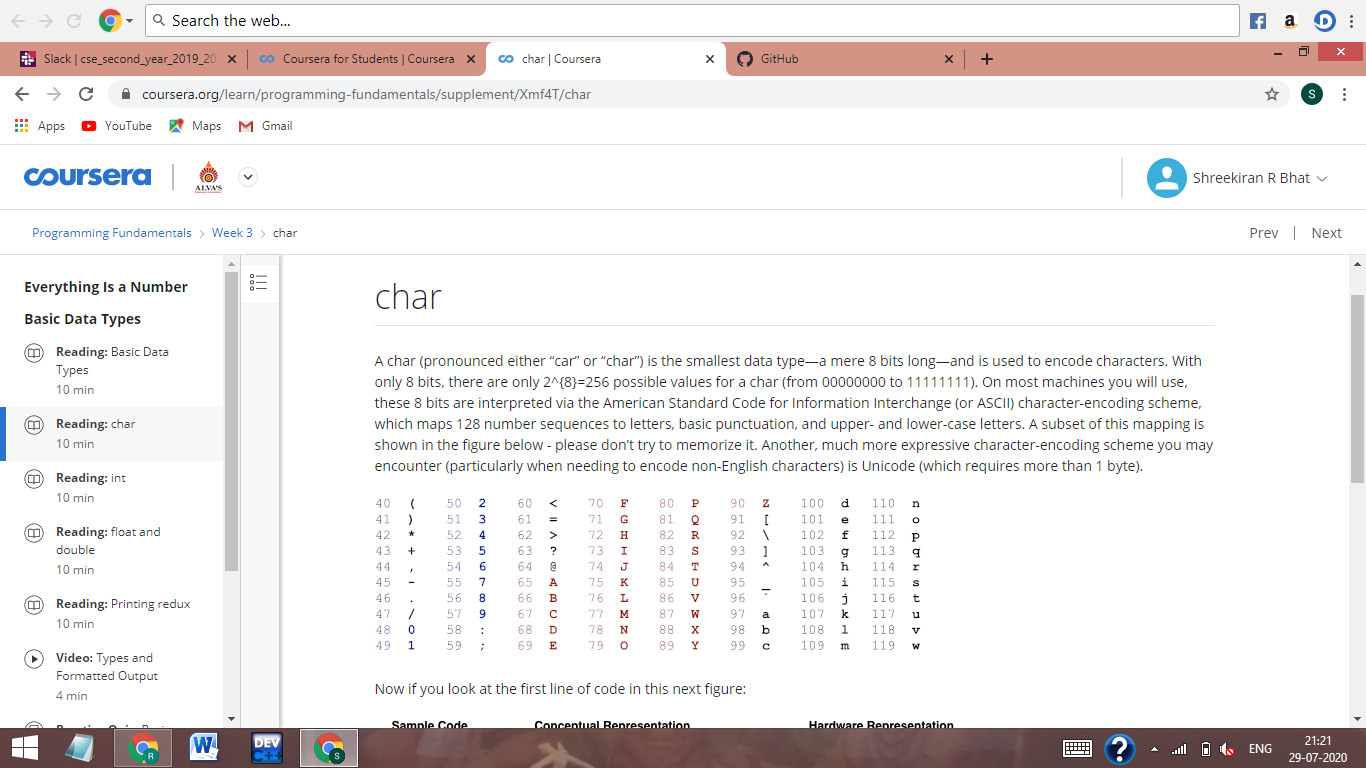 Search the web...
Slack | cse_second_year_2019_20
Coursera for Students | Coursera
char | Coursera
GitHub
coursera.org/learn/programming-fundamentals/supplement/Xmf4T/char
S
Apps YouTube Maps Gmail
coursera
ALVA'S
Shreekiran R Bhat
Programming Fundamentals > Week 3 > char
Prev | Next
Everything Is a Number
Basic Data Types
Reading: Basic Data
Types
10 min
Reading: char
10 min
Reading: int
10 min
Reading: float and
double
10 min
Reading: Printing redux
10 min
Video: Types and
Formatted Output
4 min
char
A char (pronounced either “car” or “char”) is the smallest data type—a mere 8 bits long—and is used to encode characters. With
only 8 bits, there are only 2^{8}=256 possible values for a char (from 00000000 to 11111111). On most machines you will use,
these 8 bits are interpreted via the American Standard Code for Information Interchange (or ASCII) character-encoding scheme,
which maps 128 number sequences to letters, basic punctuation, and upper- and lower-case letters. A subset of this mapping is
shown in the figure below - please don’t try to memorize it. Another, much more expressive character-encoding scheme you may
encounter (particularly when needing to encode non-English characters) is Unicode (which requires more than 1 byte).
40 ( 50 2 60 < 70 F 80 P 90 Z 100 d 110 n
41 ) 51 3 61 = 71 G 81 Q 91 [ 101 e 111 o
42 * 52 4 62 > 72 H 82 R 92 \ 102 f 112 p
43 + 53 5 63 ? 73 I 83 S 93 ] 103 g 113 q
44 , 54 6 64 @ 74 J 84 T 94 ^ 104 h 114 r
45 - 55 7 65 A 75 K 85 U 95 _ 105 i 115 s
46 . 56 8 66 B 76 L 86 V 96 ` 106 j 116 t
47 / 57 9 67 C 77 M 87 W 97 a 107 k 117 u
48 0 58 : 68 D 78 N 88 X 98 b 108 l 118 v
49 1 59 ; 69 E 79 O 89 Y 99 c 109 m 119 w
Now if you look at the first line of code in this next figure:
Sample Code Conceptual Representation Hardware Representation
ENG
21:21
29-07-2020